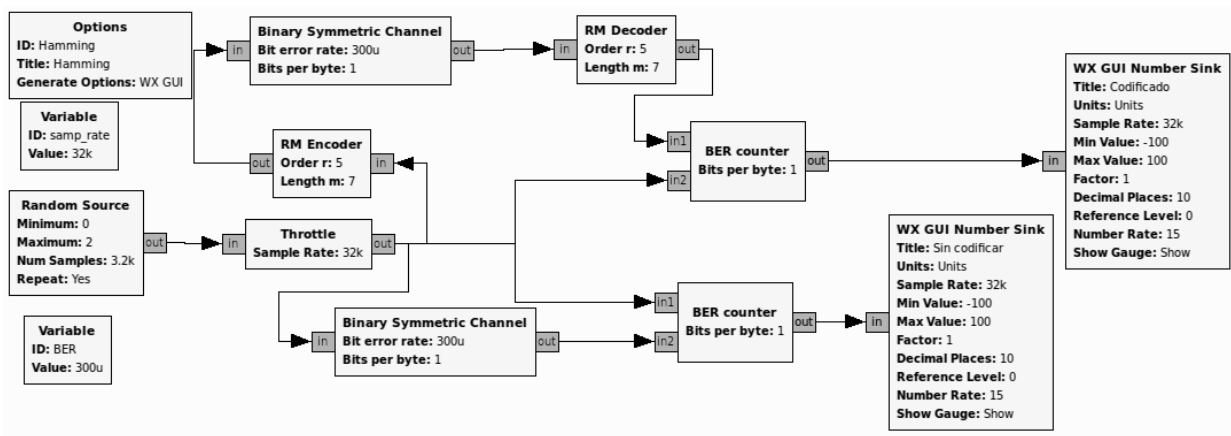 Options
ID: Hamming
Title: Hamming
Generate Options: WX GUI
Variable
ID: samp_rate
Value: 32k
Random Source
Minimum: 0
Maximum: 2
Num Samples: 3.2k
Repeat: Yes
out
Variable
ID: BER
Value: 300u
in
Binary Symmetric Channel
Bit error rate: 300u
Bits per byte: 1
out
out
RM Encoder
Order r: 5
Length m: 7
in
in
Throttle
Sample Rate: 32k
out
in
Binary Symmetric Channel
Bit error rate: 300u
Bits per byte: 1
out
in
RM Decoder
Order r: 5
Length m: 7
out
in1
in2
BER counter
Bits per byte: 1
out
in1
in2
BER counter
Bits per byte: 1
out
in
WX GUI Number Sink
Title: Sin codificar
Units: Units
Sample Rate: 32k
Min Value: -100
Max Value: 100
Factor: 1
Decimal Places: 10
Reference Level: 0
Number Rate: 15
Show Gauge: Show
in
WX GUI Number Sink
Title: Codificado
Units: Units
Sample Rate: 32k
Min Value: -100
Max Value: 100
Factor: 1
Decimal Places: 10
Reference Level: 0
Number Rate: 15
Show Gauge: Show